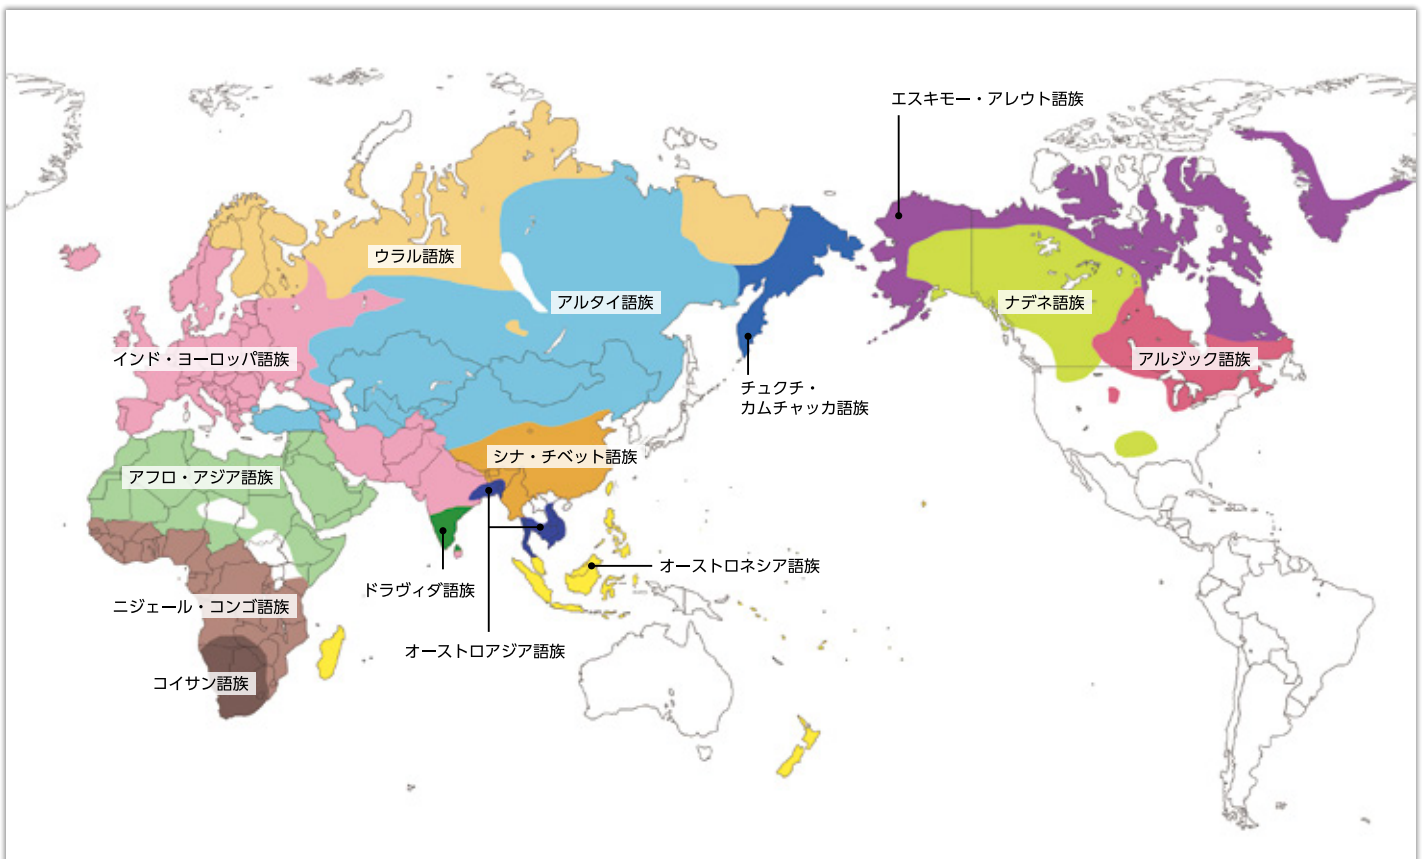 エスキモー・アレウト語族
ウラル語族
アルタイ語族
ナデネ語族
インド・ヨーロッパ語族
アルジック語族
チュクチ・
カムチャッカ語族
シナ・チベット語族
アフロ・アジア語族
オーストロネシア語族
ドラヴィダ語族
ニジェール・コンゴ語族
オーストロアジア語族
コイサン語族